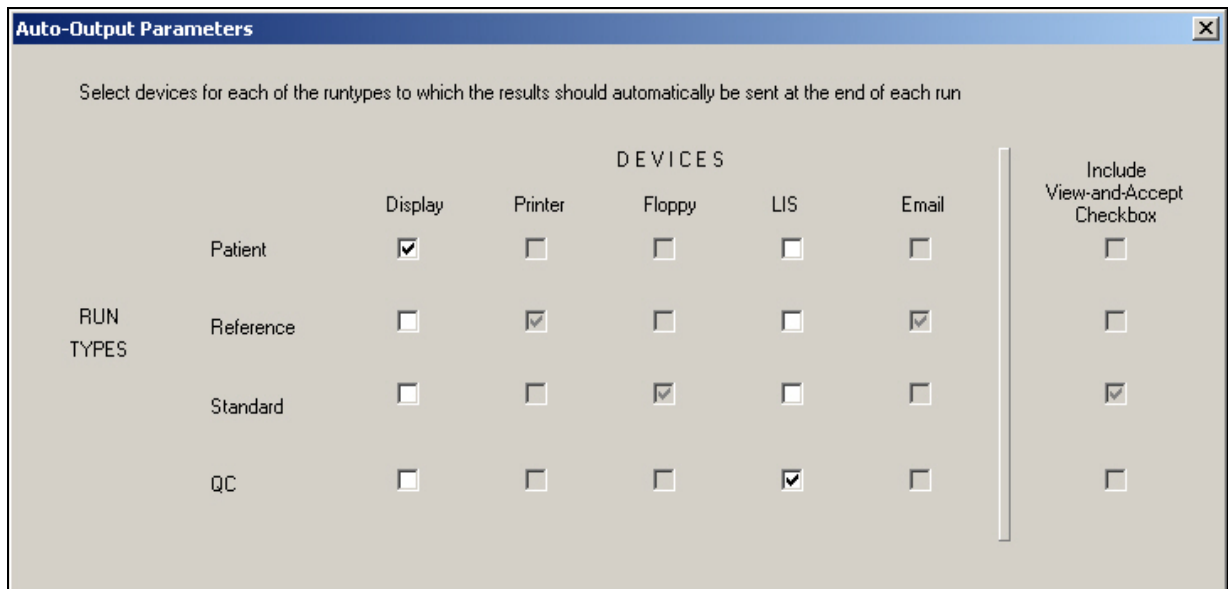 Auto-Output Parameters
Select devices for each of the runtypes to which the results should automatically be sent at the end of each run
DEVICES
Include
View-and-Accept
Checkbox
Display Printer Floppy LIS Email
Patient
RUN
TYPES
Reference
Standard
QC